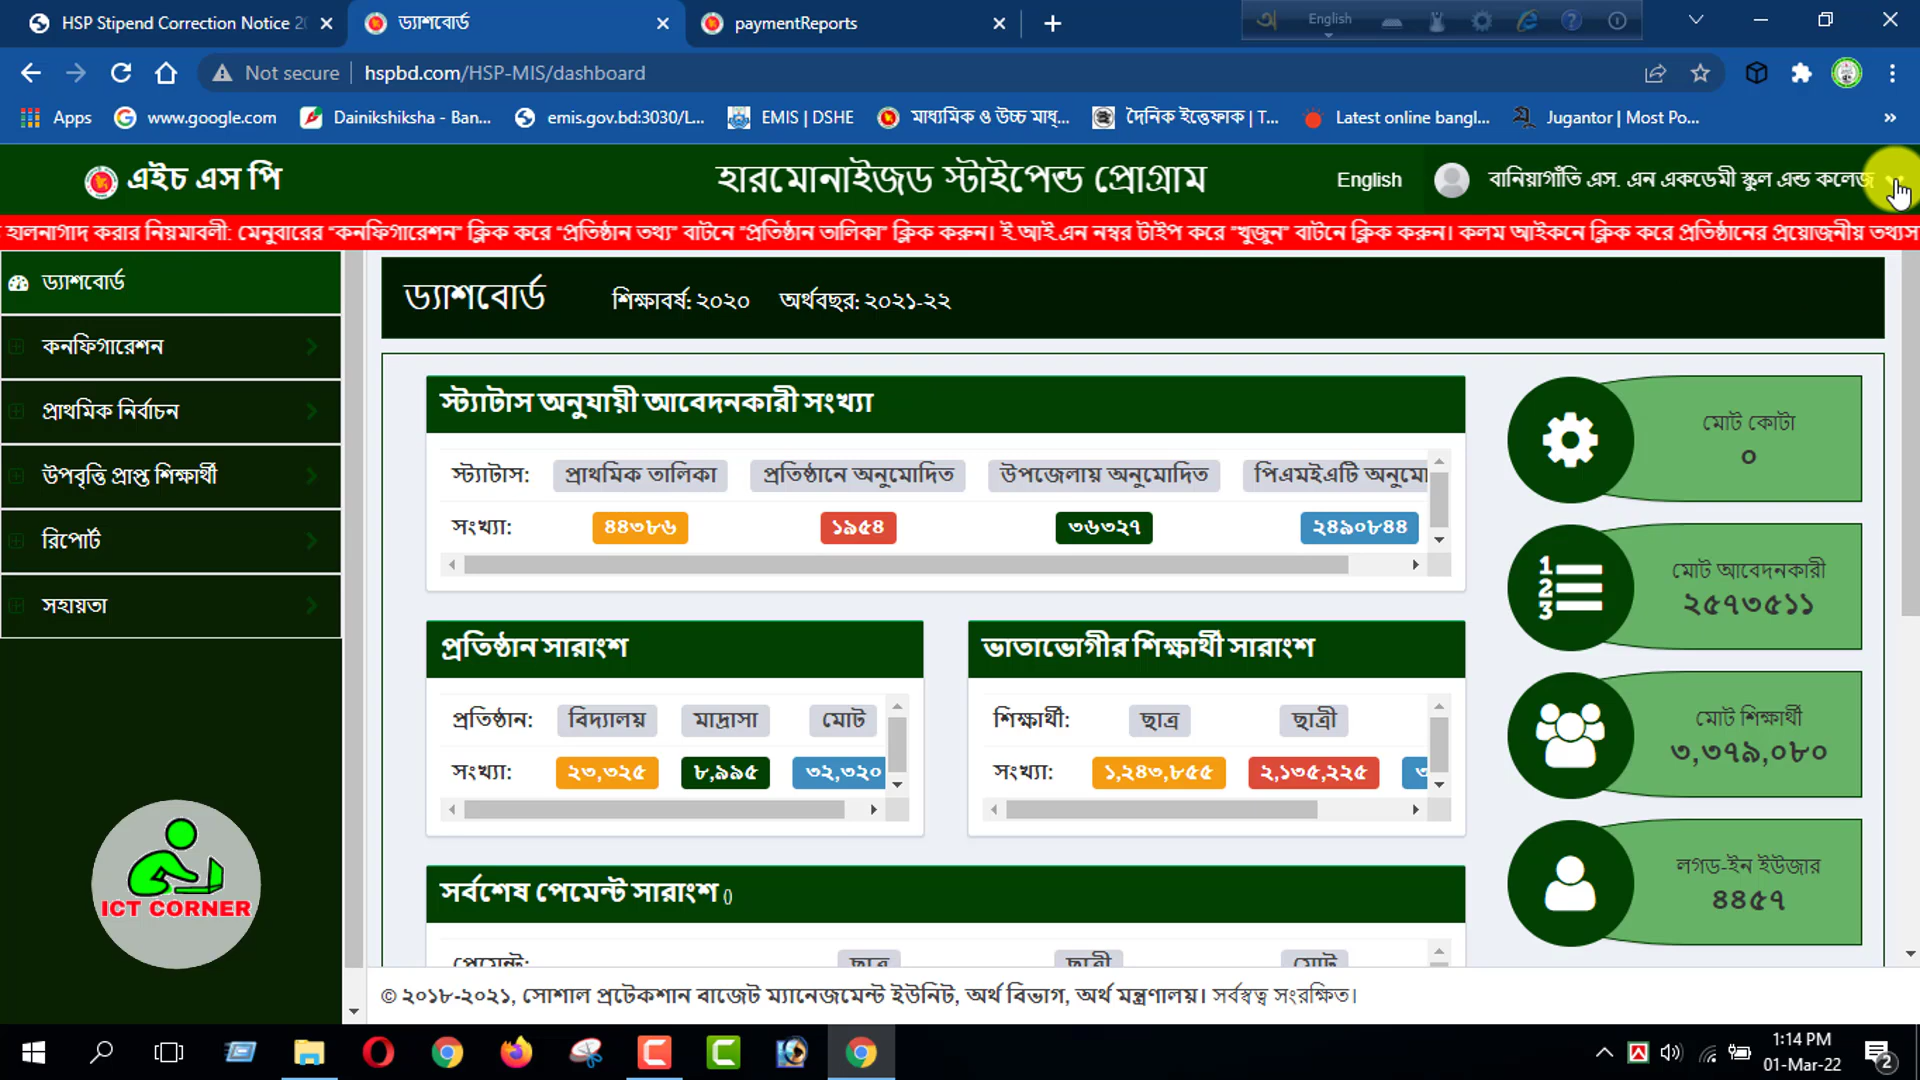 HSP Stipend Correction Notice 20
ড্যাশবোর্ড
paymentReports
English
Not secure
hspbd.com/HSP-MIS/dashboard
Apps
www.google.com
Dainikshiksha - Ban...
emis.gov.bd:3030/L...
EMIS | DSHE
মাধ্যমিক ও উচ্চ মাধ্...
দৈনিক ইত্তেফাক | T...
Latest online bangl...
Jugantor | Most Po...
এইচ এস পি
হারমোনাইজড স্টাইপেন্ড প্রোগ্রাম
English
বানিয়াগাঁতি এস. এন একডেমী স্কুল এন্ড কলেজ
হালনাগাদ করার নিয়মাবলী: মেনুবারের “কনফিগারেশন” ক্লিক করে “প্রতিষ্ঠান তথ্য” বাটনে “প্রতিষ্ঠান তালিকা” ক্লিক করুন। ই.আই.এন নম্বর টাইপ করে “খুজুন” বাটনে ক্লিক করুন। কলম আইকনে ক্লিক করে প্রতিষ্ঠানের প্রয়োজনীয় তথ্যস
ড্যাশবোর্ড
কনফিগারেশন
প্রাথমিক নির্বাচন
উপবৃত্তি প্রাপ্ত শিক্ষার্থী
রিপোর্ট
সহায়তা
ICT CORNER
ড্যাশবোর্ড
শিক্ষাবর্ষ: ২০২০
অর্থবছর: ২০২১-২২
স্ট্যাটাস অনুযায়ী আবেদনকারী সংখ্যা
স্ট্যাটাস: প্রাথমিক তালিকা প্রতিষ্ঠানে অনুমোদিত উপজেলায় অনুমোদিত পিএমইএটি অনুমো
সংখ্যা: ৪৪৩৮৬ ১৯৫৪ ৩৬৩২৭ ২৪৯০৮৪৪
প্রতিষ্ঠান সারাংশ
প্রতিষ্ঠান: বিদ্যালয় মাদ্রাসা মোট
সংখ্যা: ২৩,৩২৫ ৮,৯৯৫ ৩২,৩২০
ভাতাভোগীর শিক্ষার্থী সারাংশ
শিক্ষার্থী: ছাত্র ছাত্রী
সংখ্যা: ১,২৪৩,৮৫৫ ২,১৩৫,২২৫ ৩
সর্বশেষ পেমেন্ট সারাংশ ()
পেমেন্ট: ছাত্র ছাত্রী মোট
মোট কোটা
০
মোট আবেদনকারী
২৫৭৩৫১১
মোট শিক্ষার্থী
৩,৩৭৯,০৮০
লগড-ইন ইউজার
৪৪৫৭
© ২০১৮-২০২১, সোশাল প্রটেকশান বাজেট ম্যানেজমেন্ট ইউনিট, অর্থ বিভাগ, অর্থ মন্ত্রণালয়। সর্বস্বত্ব সংরক্ষিত।
1:14 PM
01-Mar-22
2